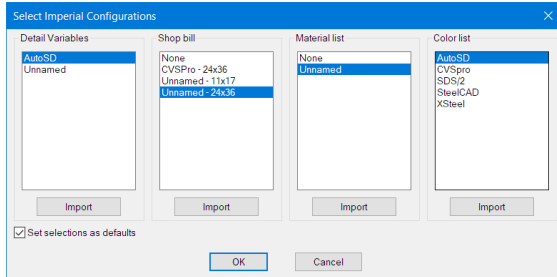 Select Imperial Configurations
Detail Variables
AutoSD
Unnamed
Import
Shop bill
None
CVSPro - 24x36
Unnamed - 11x17
Unnamed - 24x36
Import
Material list
None
Unnamed
Import
Color list
AutoSD
CVSpro
SDS/2
SteelCAD
XSteel
Import
Set selections as defaults
OK
Cancel